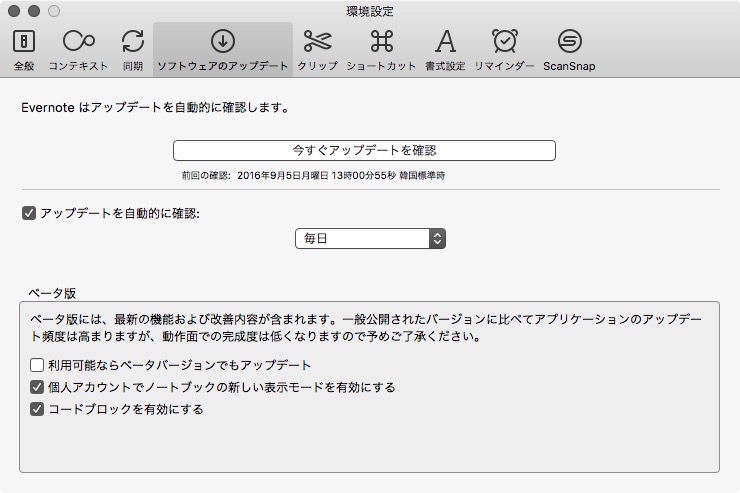 環境設定
全般 コンテキスト 同期 ソフトウェアのアップデート クリップ ショートカット 書式設定 リマインダー ScanSnap
Evernote はアップデートを自動的に確認します。
今すぐアップデートを確認
前回の確認: 2016年9月5日月曜日 13時00分55秒 韓国標準時
アップデートを自動的に確認:
毎日
ベータ版
ベータ版には、最新の機能および改善内容が含まれます。一般公開されたバージョンに比べてアプリケーションのアップデー
ト頻度は高まりますが、動作面での完成度は低くなりますので予めご了承ください。
利用可能ならベータバージョンでもアップデート
個人アカウントでノートブックの新しい表示モードを有効にする
コードブロックを有効にする